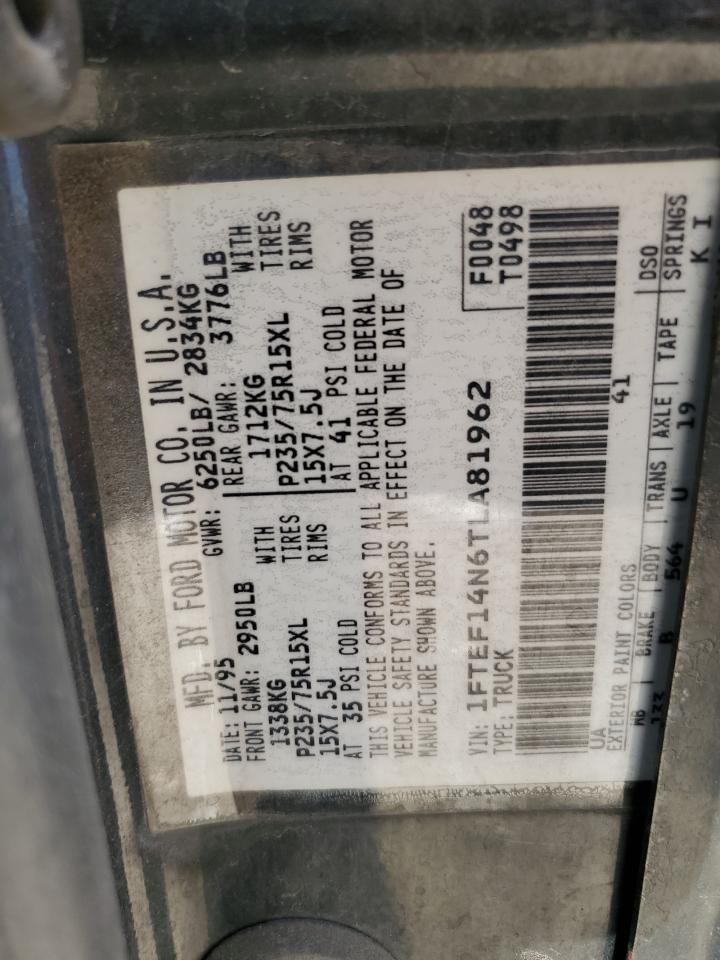 MFD. BY FORD MOTOR CO. IN U.S.A.
DATE: 11/95 GVWR: 6250LB/ 2834KG
FRONT GAWR: 2950LB REAR GAWR: 3776LB
1338KG WITH 1712KG WITH
P235/75R15XL TIRES P235/75R15XL TIRES
15X7.5J RIMS 15X7.5J RIMS
AT 35 PSI COLD AT 41 PSI COLD
THIS VEHICLE CONFORMS TO ALL APPLICABLE FEDERAL MOTOR
VEHICLE SAFETY STANDARDS IN EFFECT ON THE DATE OF
MANUFACTURE SHOWN ABOVE.
VIN: 1FTEF14N6TLA81962 F0048
TYPE: TRUCK T0498
UA 41
EXTERIOR PAINT COLORS DSO
WB BRAKE BODY TRANS AXLE TAPE SPRINGS
B 564 U 19 K I